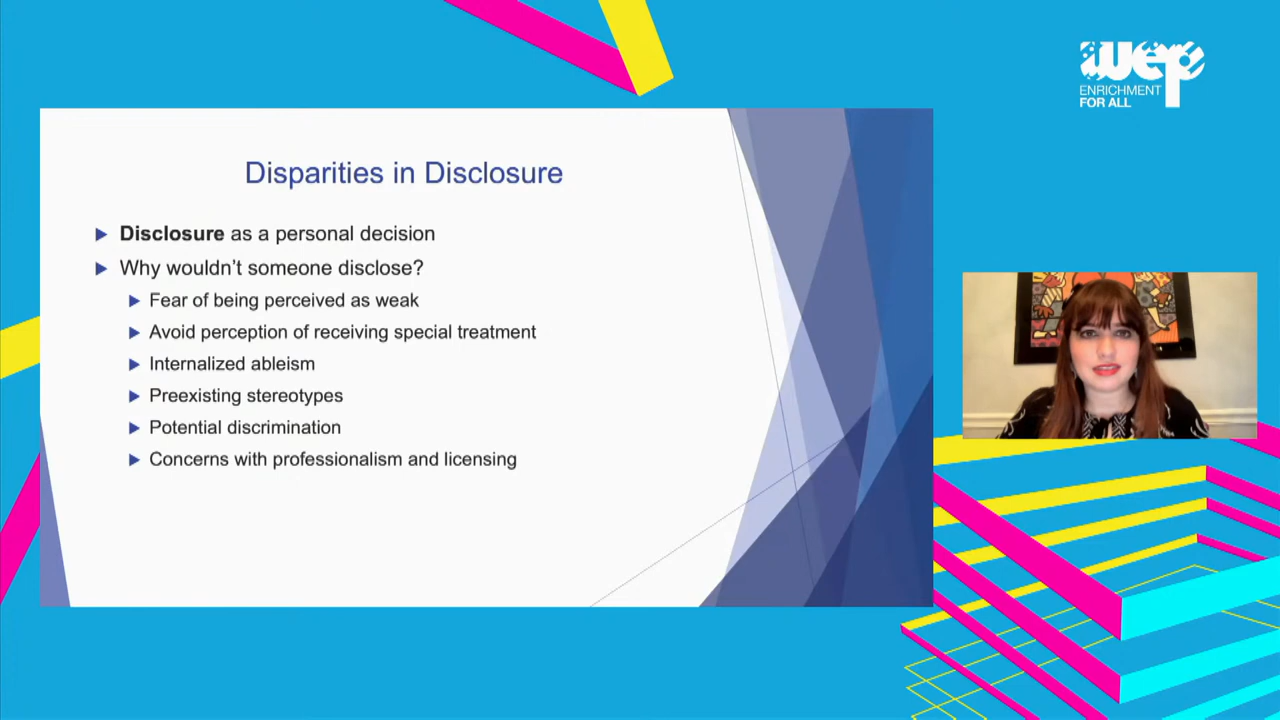 wep
ENRICHMENT
FOR ALL
Disparities in Disclosure
Disclosure as a personal decision
Why wouldn't someone disclose?
Fear of being perceived as weak
Avoid perception of receiving special treatment
Internalized ableism
Preexisting stereotypes
Potential discrimination
Concerns with professionalism and licensing